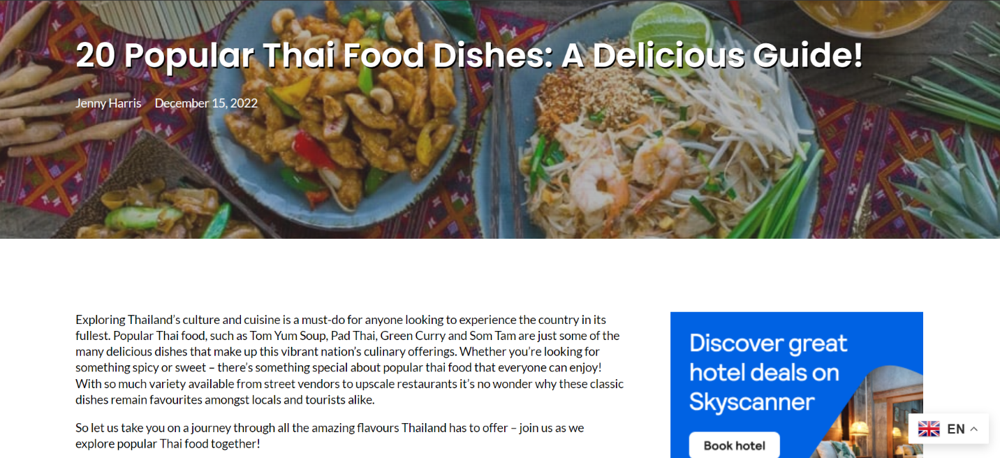 20 Popular Thai Food Dishes: A Delicious Guide!
Jenny Harris December 15, 2022
Exploring Thailand’s culture and cuisine is a must-do for anyone looking to experience the country in its
fullest. Popular Thai food, such as Tom Yum Soup, Pad Thai, Green Curry and Som Tam are just some of the
many delicious dishes that make up this vibrant nation’s culinary offerings. Whether you’re looking for
something spicy or sweet – there’s something special about popular thai food that everyone can enjoy!
With so much variety available from street vendors to upscale restaurants it’s no wonder why these classic
dishes remain favourites amongst locals and tourists alike.
So let us take you on a journey through all the amazing flavours Thailand has to offer – join us as we
explore popular Thai food together!
Discover great
hotel deals on
Skyscanner
Book hotel
EN